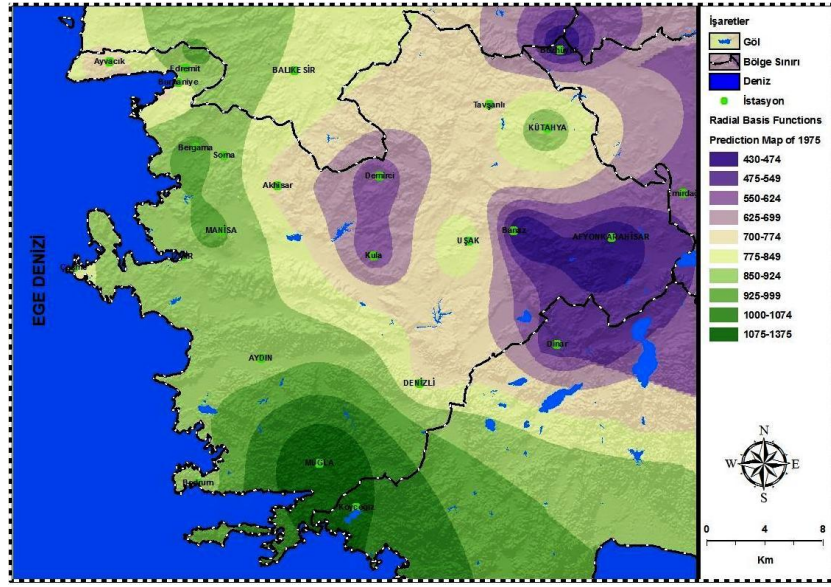 Ayvacık
Edremit
Burhaniye
BALIKESİR
Tavşanlı
KÜTAHYA
Bergama
Soma
Akhisar
Demirci
MANİSA
UŞAK
Banaz
AFYONKARAHİSAR
Kula
EGE DENİZİ
Dinar
AYDIN
DENİZLİ
MUĞLA
Bodrum
Köyceğiz
İşaretler
Göl
Bölge Sınırı
Deniz
İstasyon
Radial Basis Functions
Prediction Map of 1975
430-474
475-549
550-624
625-699
700-774
775-849
850-924
925-999
1000-1074
1075-1375
N
W E
S
0 4 8
Km